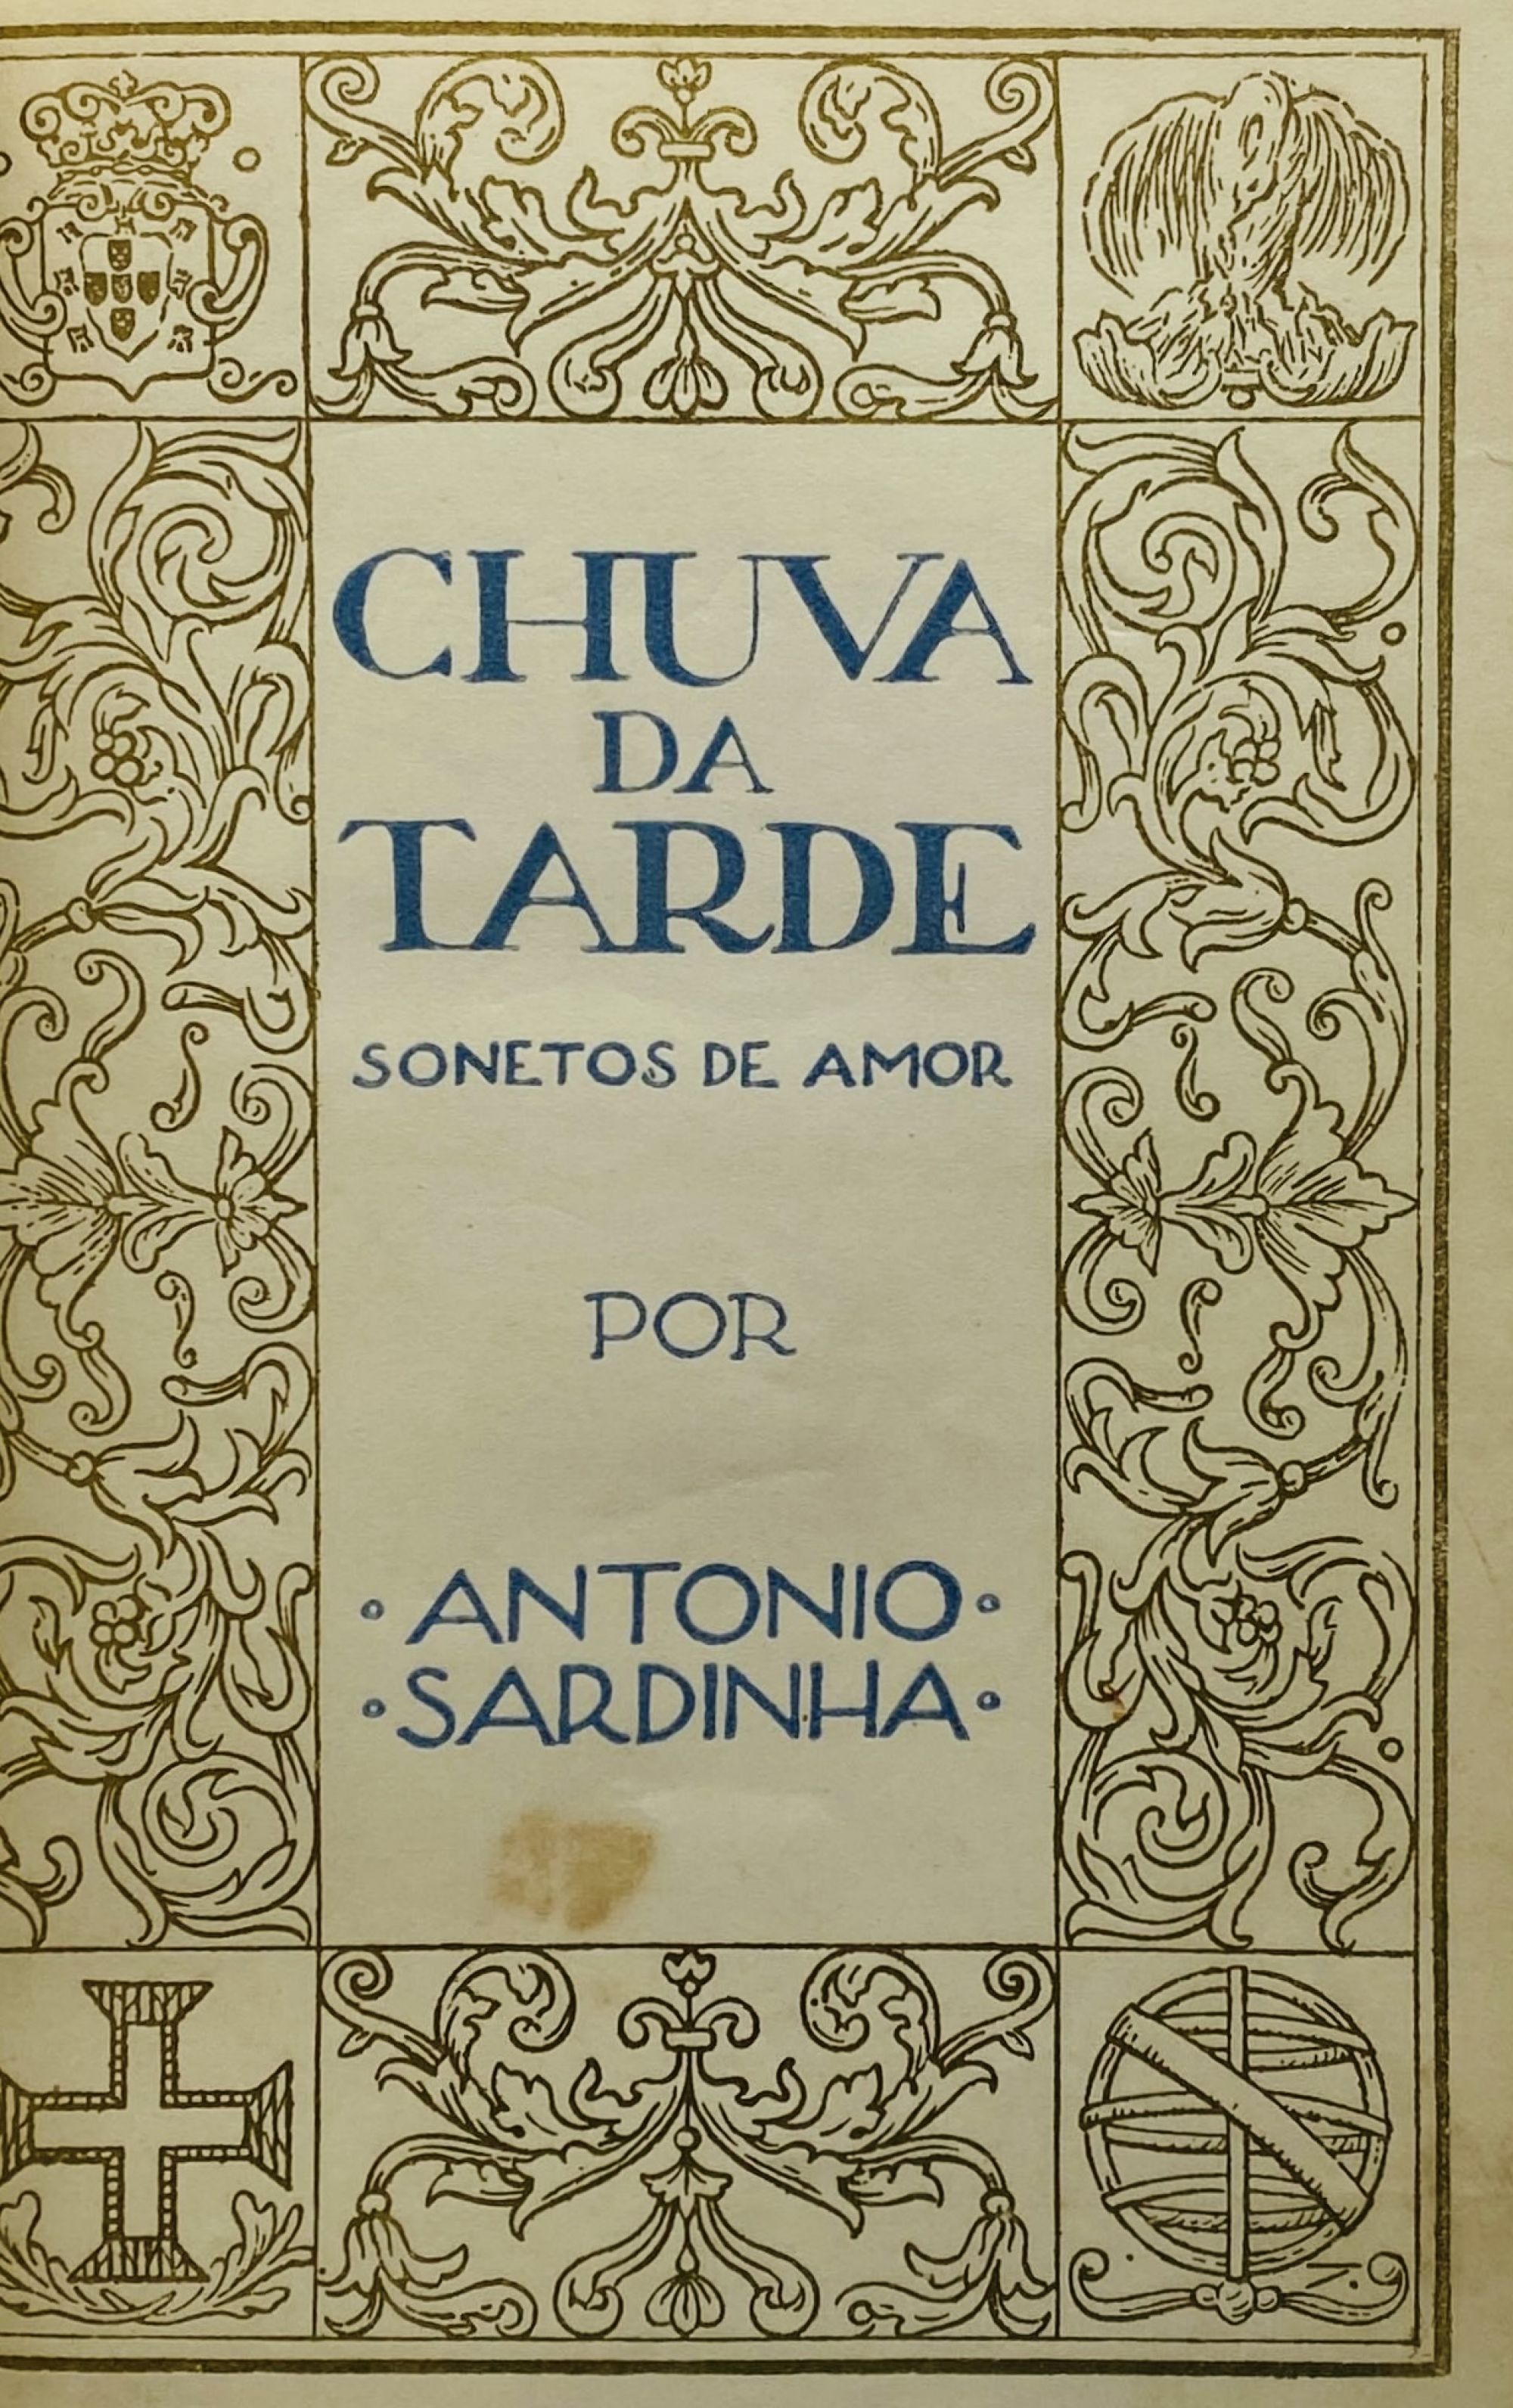 CHUVA
DA
TARDE
SONETOS DE AMOR
POR
• ANTONIO •
• SARDINHA •